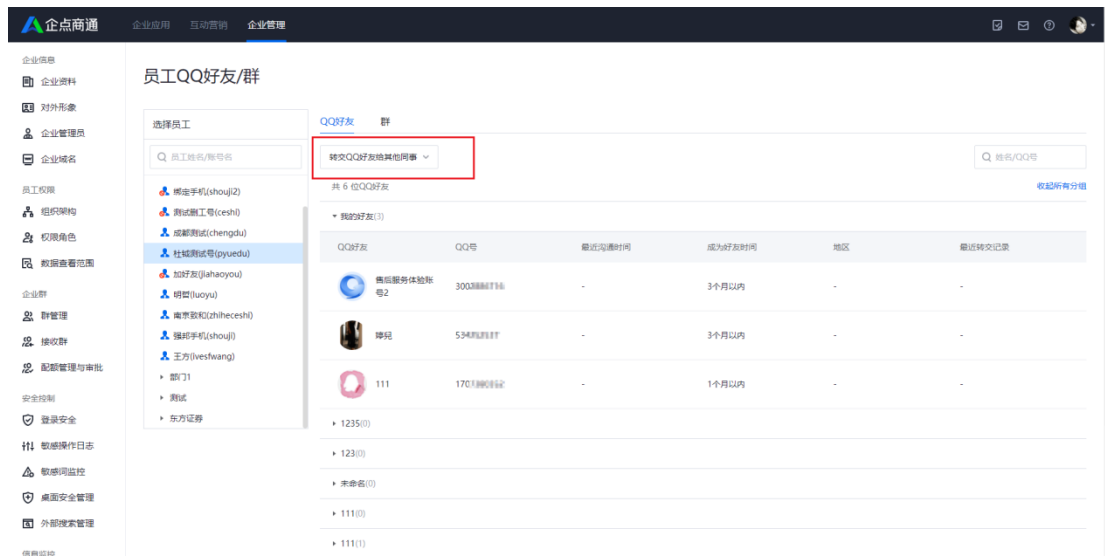 企点商通 企业应用 互动营销 企业管理
企业信息
企业资料
对外形象
企业管理员
企业域名
员工权限
组织架构
权限角色
数据查看范围
企业群
群管理
接收群
配额管理与审批
安全控制
登录安全
敏感操作日志
敏感词监控
桌面安全管理
外部搜索管理
信息监控
员工QQ好友/群
选择员工
员工姓名/账号名
绑定手机(shouji2)
测试删工号(ceshi)
成都测试(chengdu)
杜钺测试号(pyuedu)
加好友(jiahaoyou)
明哲(luoyu)
南京致和(zhiheceshi)
强邦手机(shouji)
王方(ivesfwang)
部门1
测试
东方证券
QQ好友 群
转交QQ好友给其他同事
姓名/QQ号
共 6 位QQ好友 收起所有分组
我的好友(3)
QQ好友 QQ号 最近沟通时间 成为好友时间 地区 最近转交记录
售后服务体验账
号2
3003 - 3个月以内 - -
婷兒 534 - 3个月以内 - -
111 170 - 1个月以内 - -
1235(0)
123(0)
未命名(0)
111(0)
111(1)